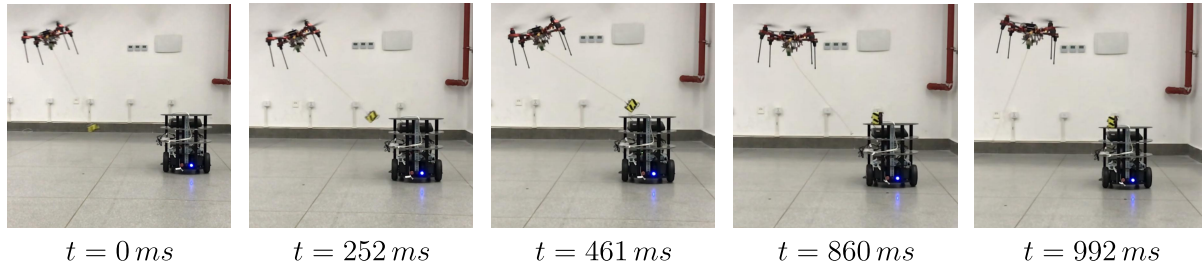 t = 0 ms
t = 252 ms
t = 461 ms
t = 860 ms
t = 992 ms